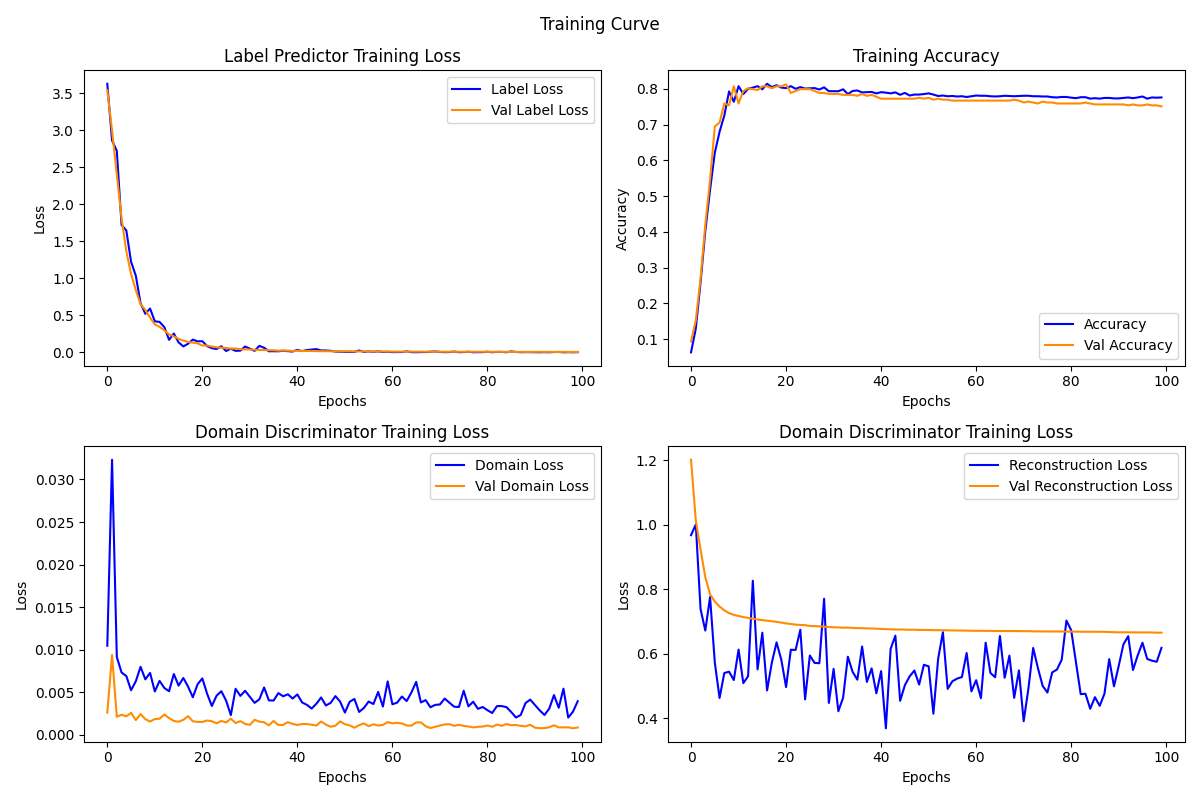 Training Curve
Label Predictor Training Loss
Training Accuracy
Label Loss
Val Label Loss
3.5
3.0
2.5
2.0
1.5
1.0
0.5
0.0
Loss
0 20 40 60 80 100
Epochs
0.8
0.7
0.6
0.5
0.4
0.3
0.2
0.1
Accuracy
Accuracy
Val Accuracy
0 20 40 60 80 100
Epochs
Domain Discriminator Training Loss
Domain Discriminator Training Loss
Domain Loss
Val Domain Loss
0.030
0.025
0.020
0.015
0.010
0.005
0.000
Loss
0 20 40 60 80 100
Epochs
Reconstruction Loss
Val Reconstruction Loss
1.2
1.0
0.8
0.6
0.4
Loss
0 20 40 60 80 100
Epochs